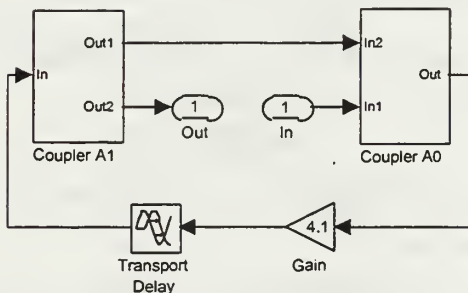 Out1
In2
In
Out
Out2
1
1
In1
Out
In
Coupler A1
Coupler A0
4.1
Transport
Delay
Gain